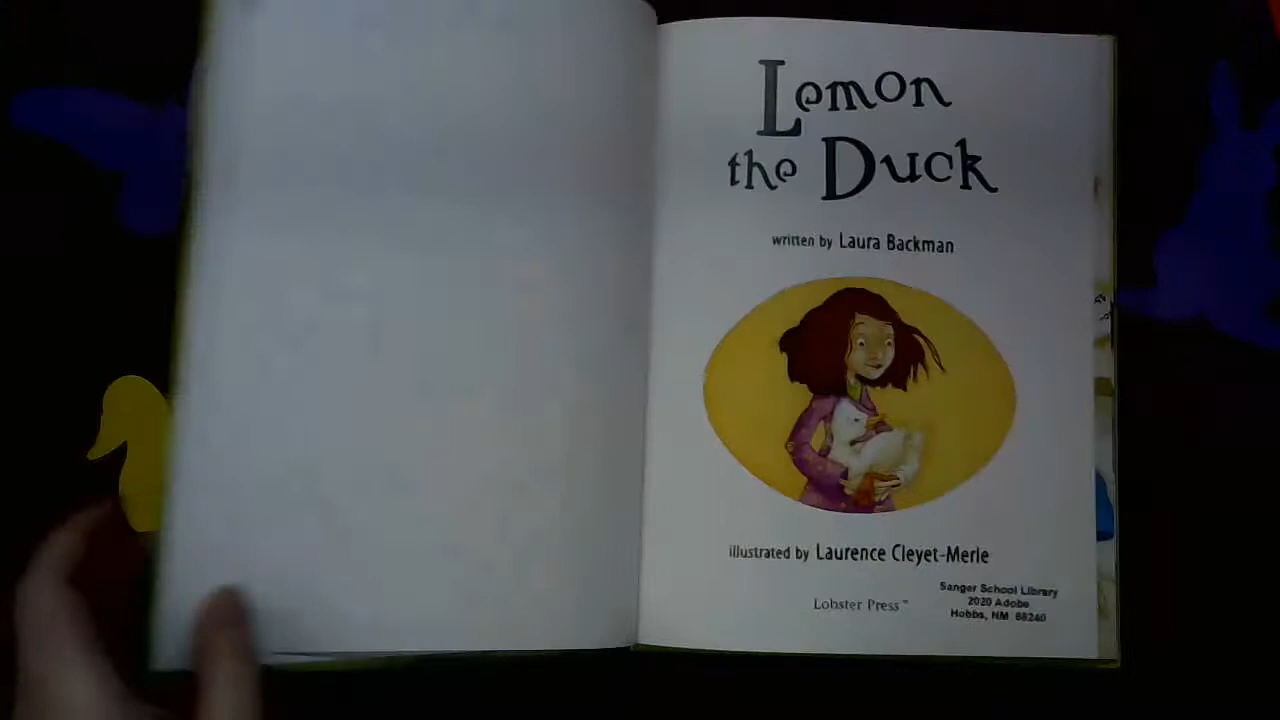 Lemon
the Duck
written by Laura Backman
illustrated by Laurence Cleyet-Merle
Lobster Press™
Sanger School Library
2020 Adobe
Hobbs, NM 88240